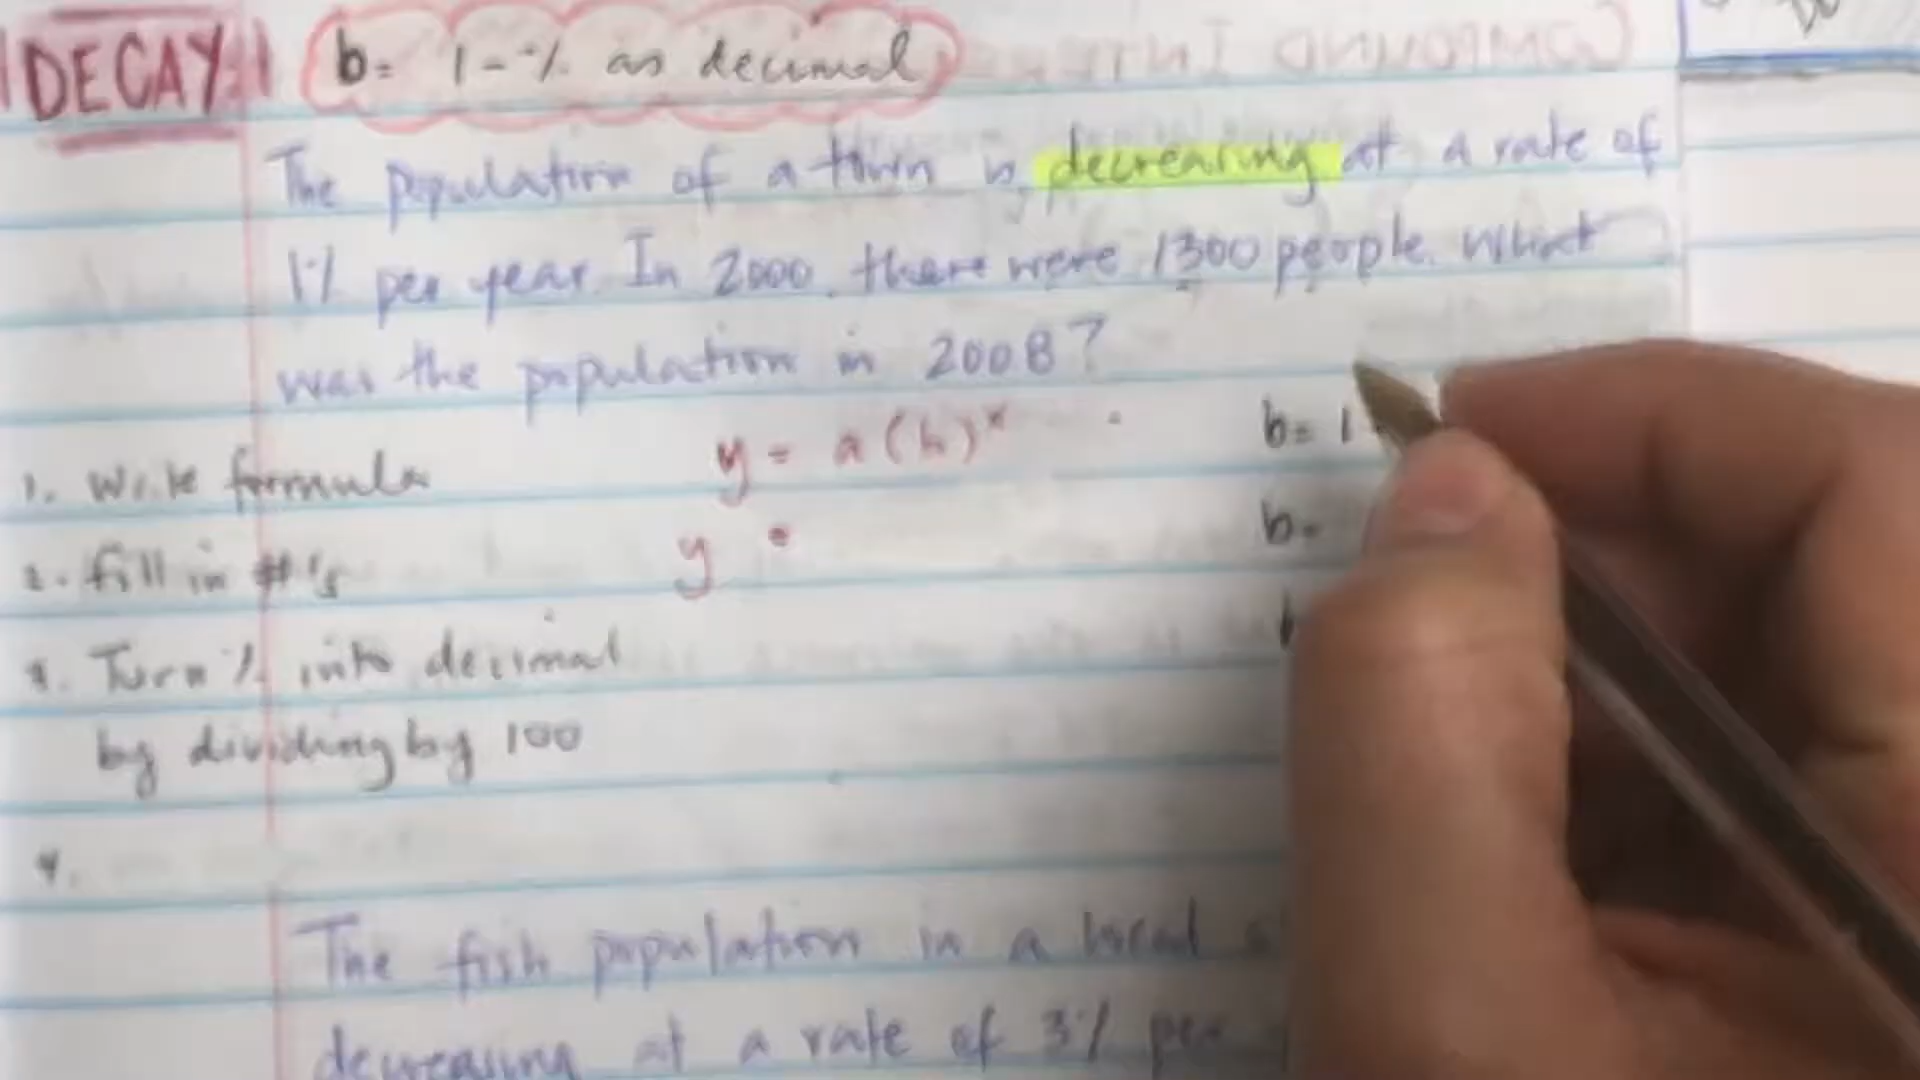 DECAY: b= 1 - % as decimal
The population of a town is decreasing at a rate of
1% per year. In 2000, there were 1300 people. What
was the population in 2008?
1. Write formula y = a(b)ˣ b= 1 -
2. fill in #'s y = b=
3. Turn % into decimal b
by dividing by 100
4.
The fish population in a local
decreasing at a rate of 3% per